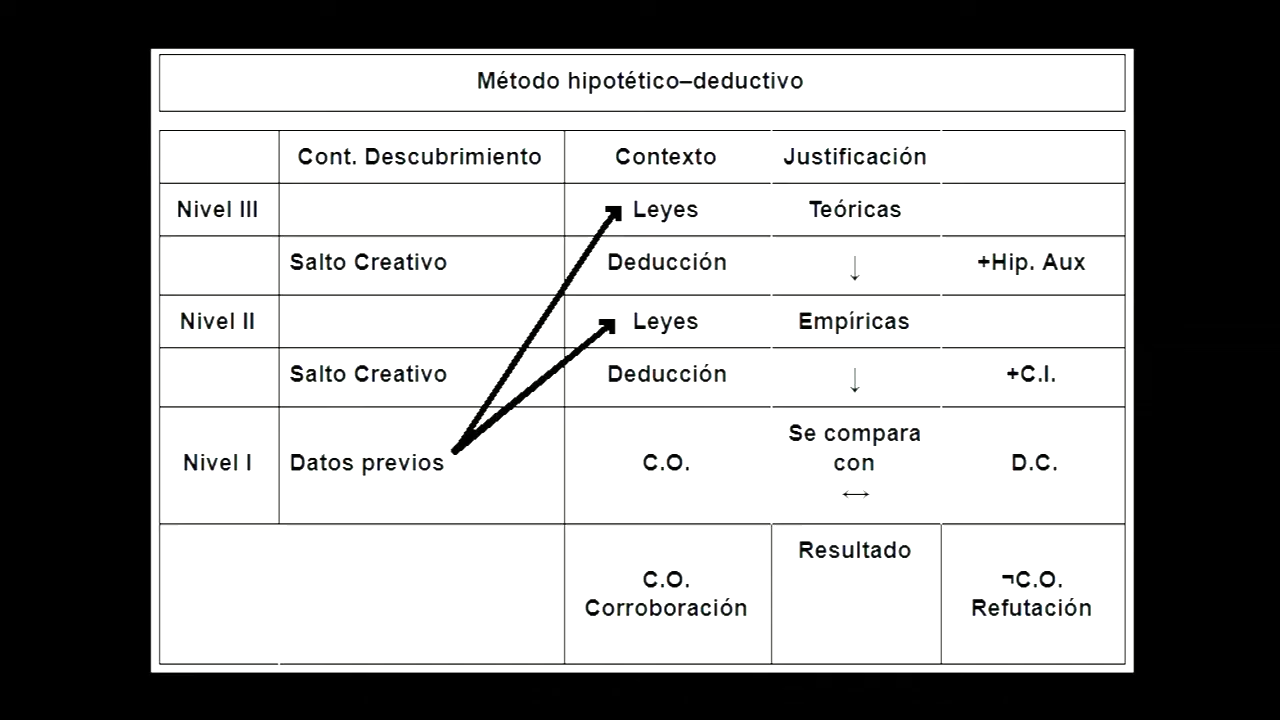 Método hipotético–deductivo
Cont. Descubrimiento Contexto Justificación
Nivel III Leyes Teóricas
Salto Creativo Deducción ↓ +Hip. Aux
Nivel II Leyes Empíricas
Salto Creativo Deducción ↓ +C.I.
Se compara
Nivel I Datos previos C.O. con D.C.
↔
Resultado
C.O. ¬C.O.
Corroboración Refutación